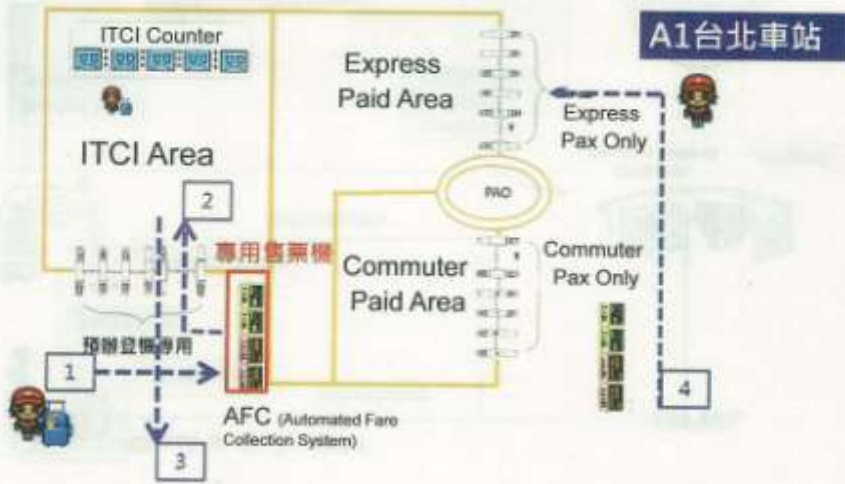 ITCI Counter
A1台北車站
Express
Paid Area
Express
Pax Only
ITCI Area
2
PAO
專用售票機
Commuter
Paid Area
Commuter
Pax Only
預辦登機專用
1
4
AFC (Automated Fare
Collection System)
3